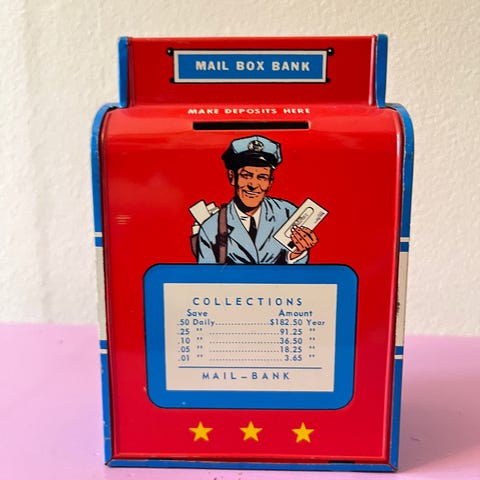 MAIL BOX BANK
MAKE DEPOSITS HERE
COLLECTIONS
Save Amount
.50 Daily................$182.50 Year
.25 " ....................91.25 "
.10 " ....................36.50 "
.05 " ....................18.25 "
.01 " .................... 3.65 "
MAIL-BANK